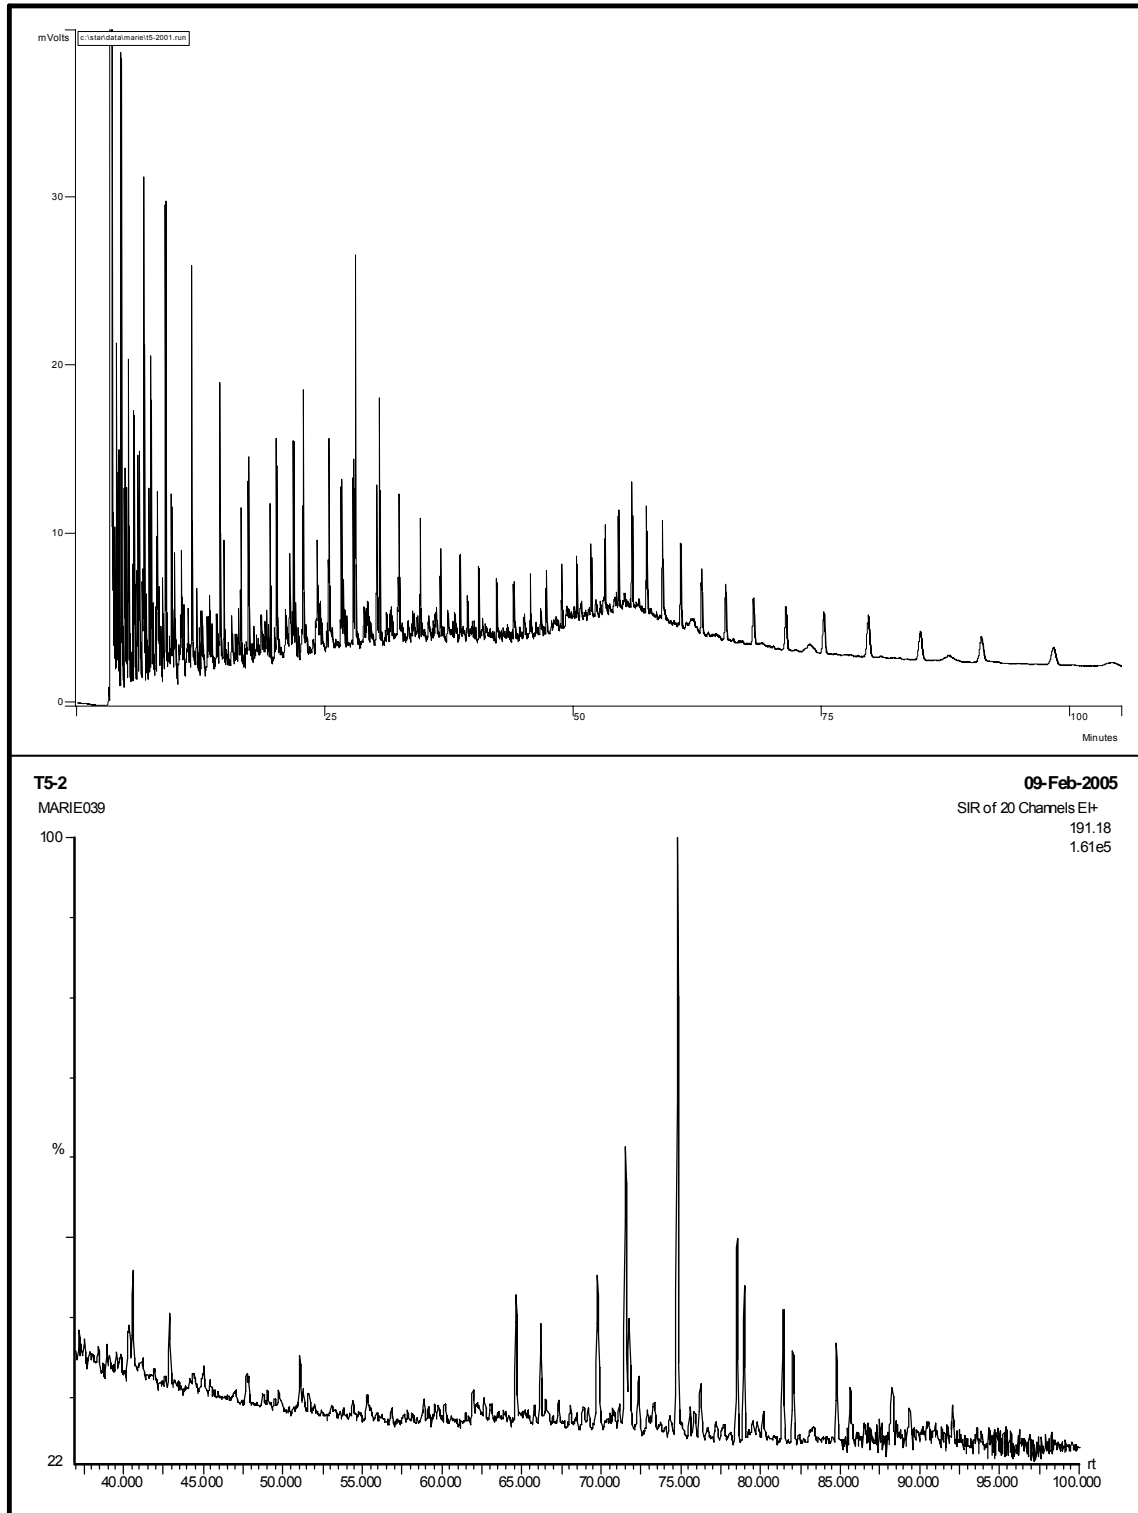 mVolts
c:\star\data\marie\t5-2001.run
30
20
10
0
25
50
75
100
Minutes
T5-2
09-Feb-2005
MARIE039
SIR of 20 Channels EI+
191.18
1.61e5
100
%
22
rt
40.000 45.000 50.000 55.000 60.000 65.000 70.000 75.000 80.000 85.000 90.000 95.000 100.000